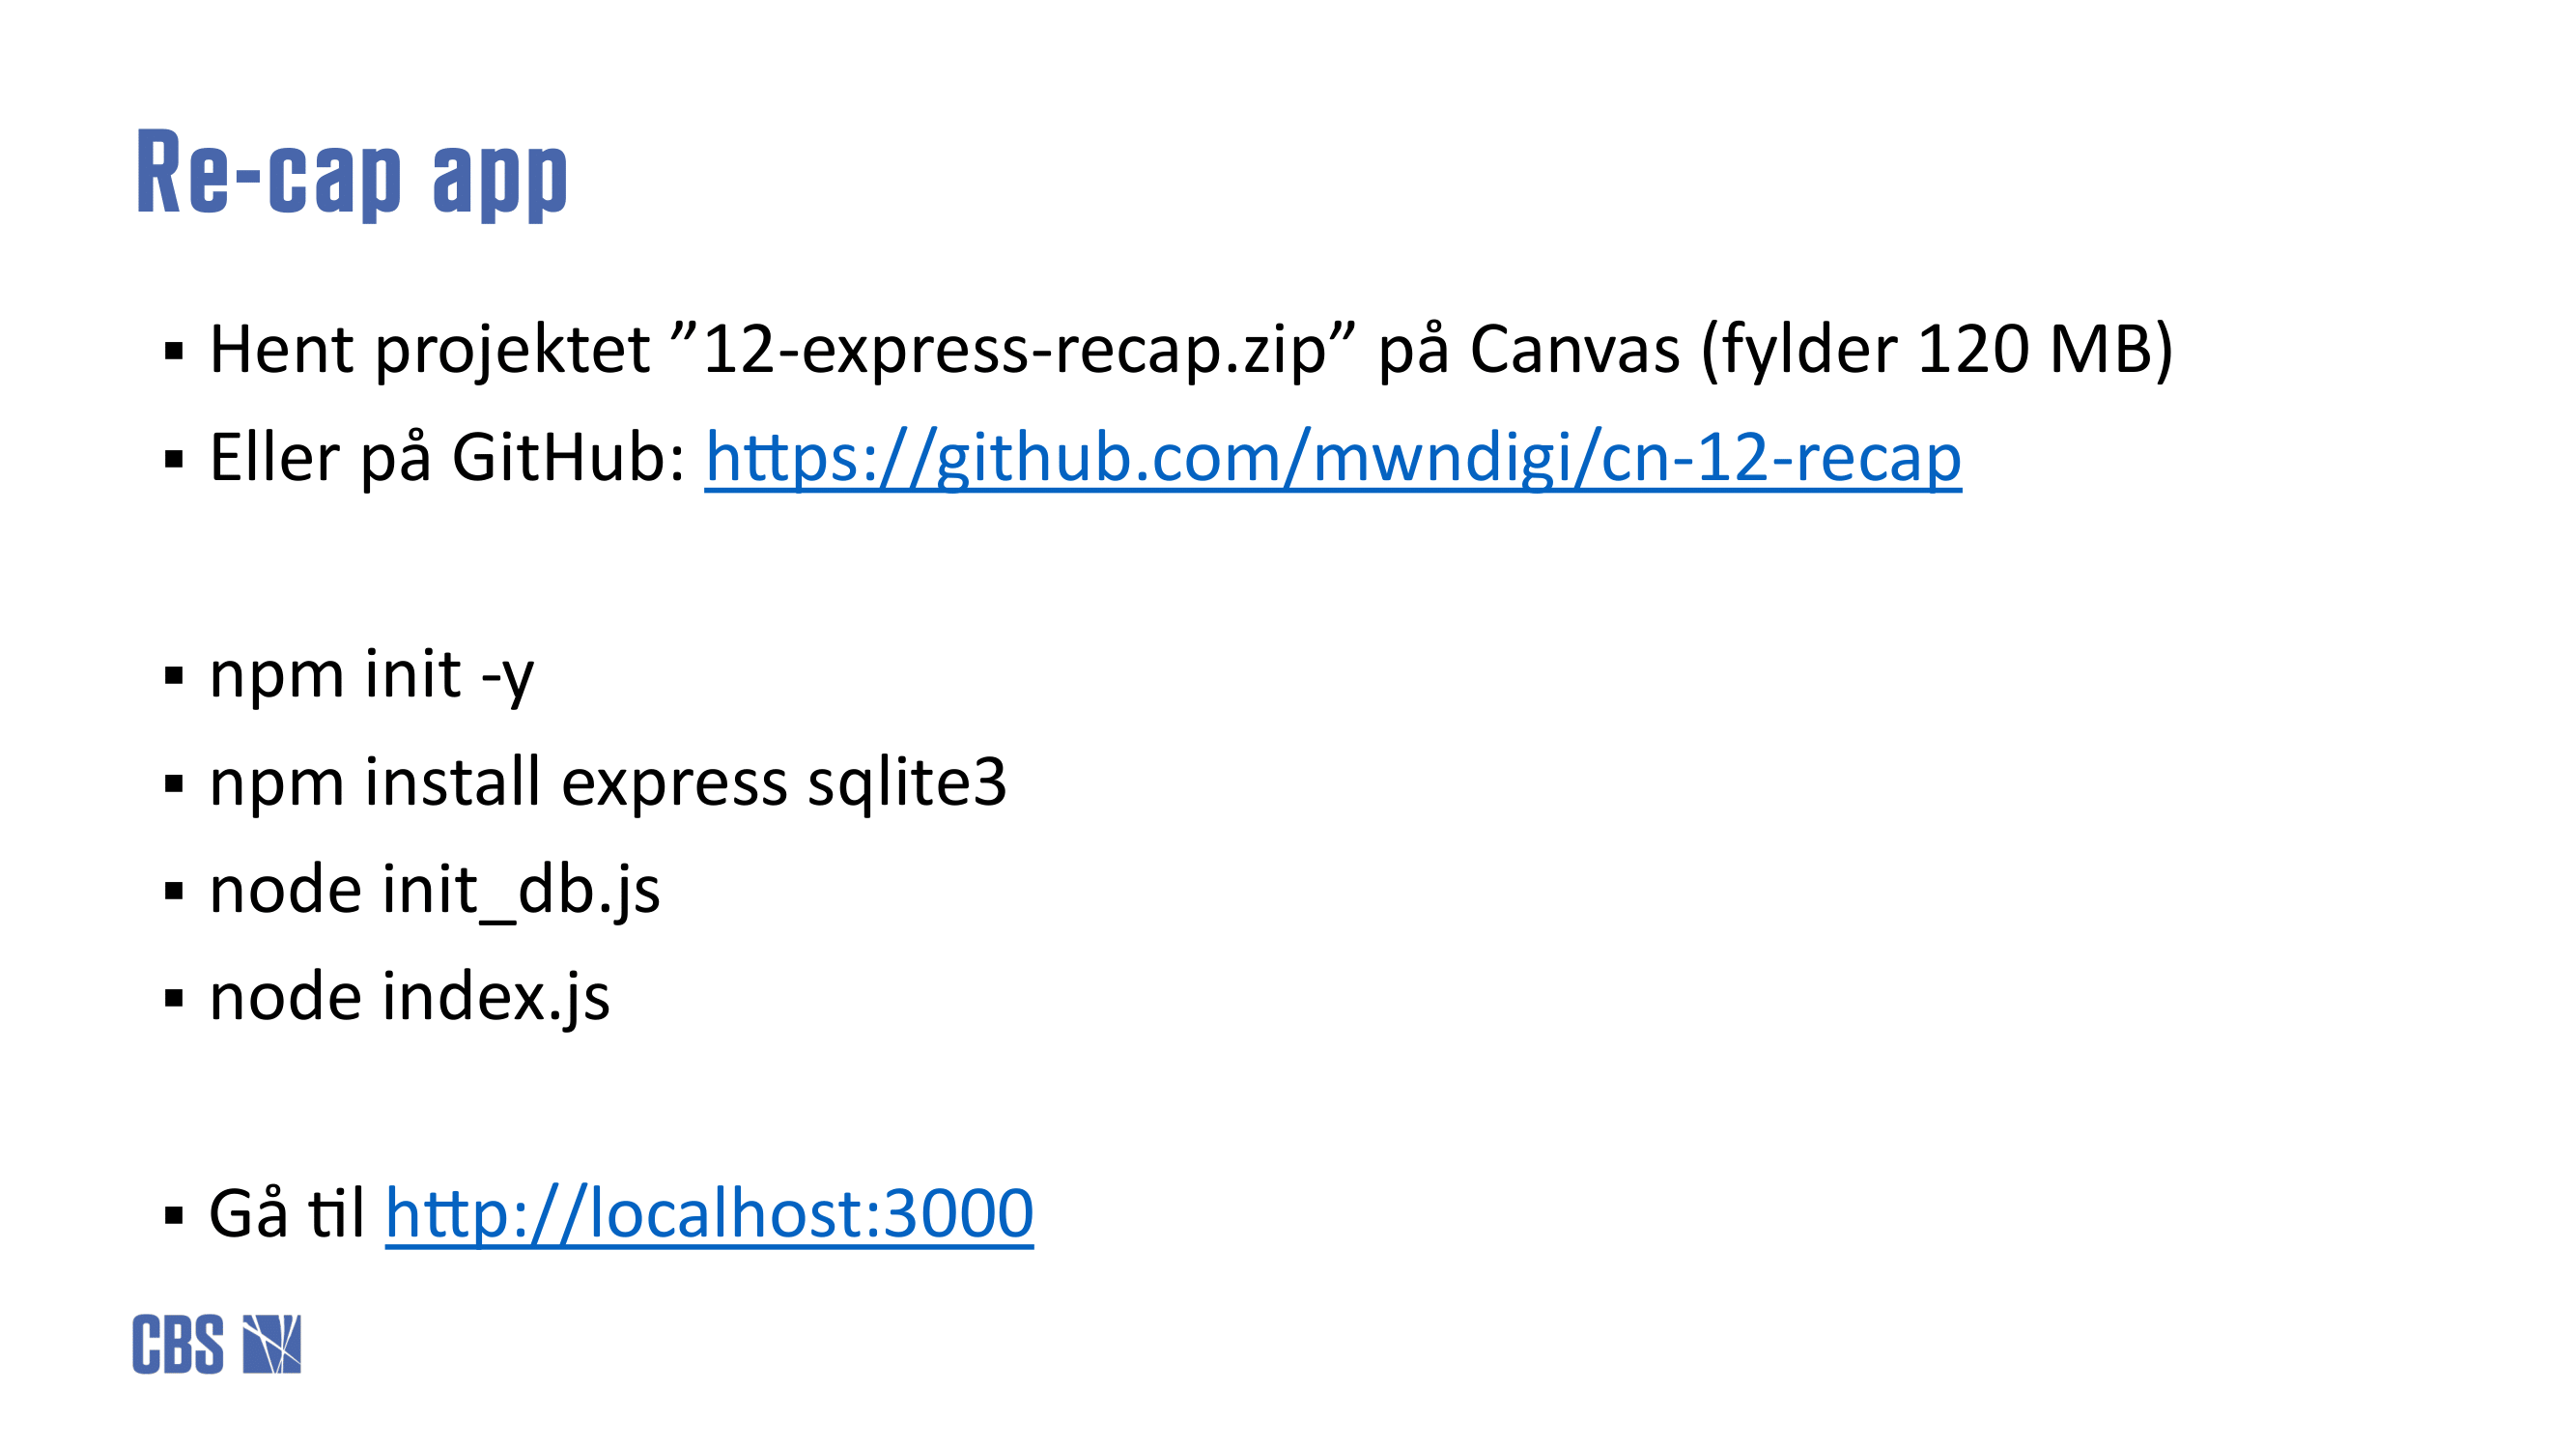 Re-cap app
▪ Hent projektet ”12-express-recap.zip” på Canvas (fylder 120 MB)
▪ Eller på GitHub: https://github.com/mwndigi/cn-12-recap
▪ npm init -y
▪ npm install express sqlite3
▪ node init_db.js
▪ node index.js
▪ Gå til http://localhost:3000
CBS